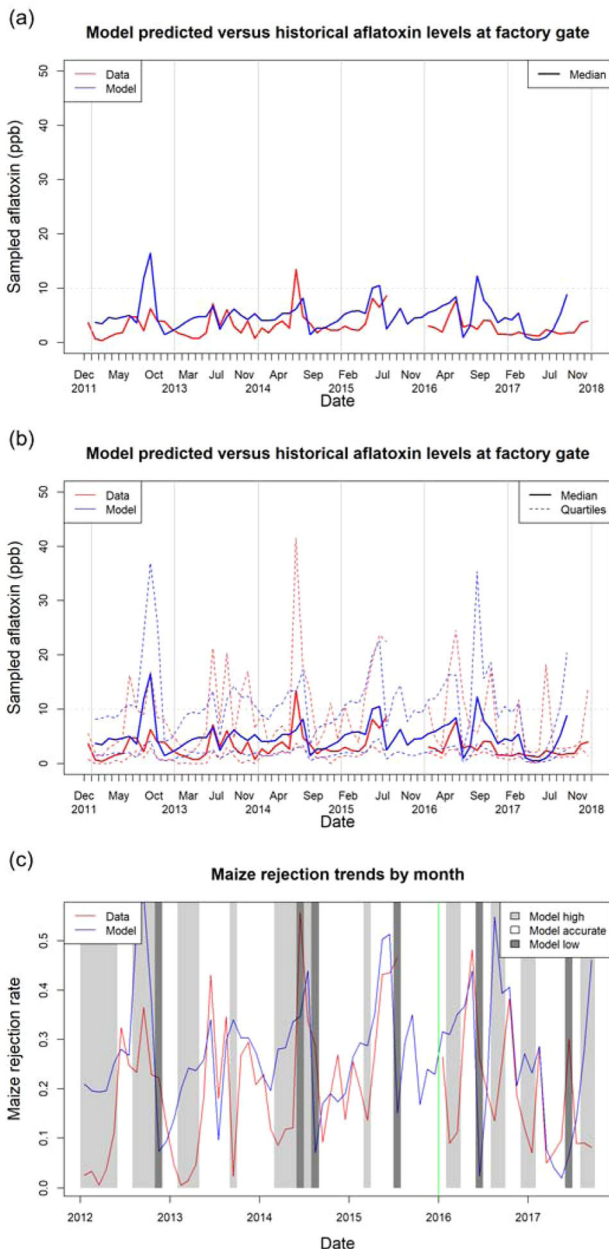 (a)
Model predicted versus historical aflatoxin levels at factory gate
Data
Model
Median
Sampled aflatoxin (ppb)
50
40
30
20
10
0
Dec May Oct Jul Nov Apr Sep Jul Nov Apr Sep Feb Jul Nov
2011 2013 2014 2015 2016 2017 2018
Date
(b)
Model predicted versus historical aflatoxin levels at factory gate
Data
Model
Median
Quartiles
Sampled aflatoxin (ppb)
50
40
30
20
10
0
Dec May Oct Jul Nov Apr Sep Jul Nov Apr Sep Feb Jul Nov
2011 2013 2014 2015 2016 2017 2018
Date
(c)
Maize rejection trends by month
Data
Model
Model high
Model accurate
Model low
Maize rejection rate
0.5
0.4
0.3
0.2
0.1
0.0
2012 2013 2014 2015 2016 2017
Date